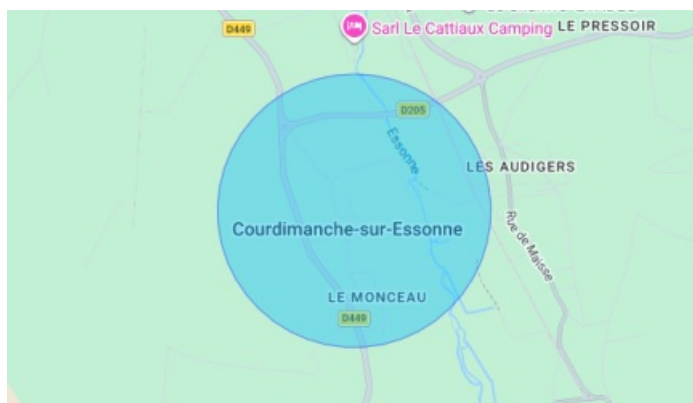 D449
Sarl Le Cattiaux Camping
LE PRESSOIR
D205
Essonne
LES AUDIGERS
Rue de Maisse
Courdimanche-sur-Essonne
LE MONCEAU
D449